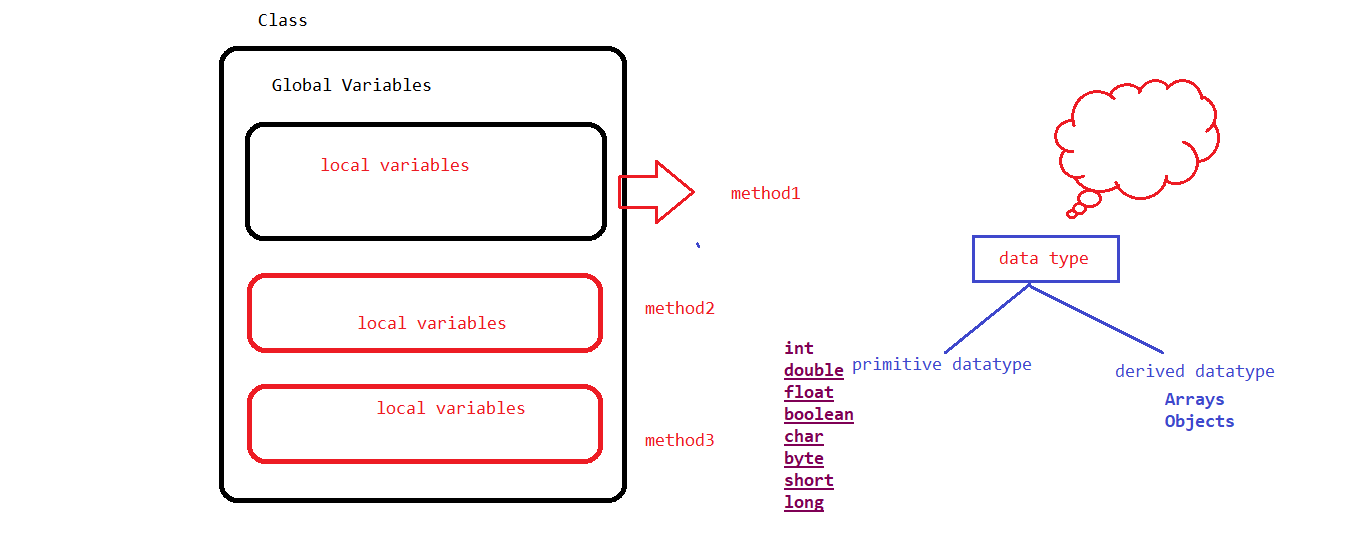 Class
Global Variables
local variables
method1
local variables
method2
local variables
method3
data type
primitive datatype
int
double
float
boolean
char
byte
short
long
derived datatype
Arrays
Objects